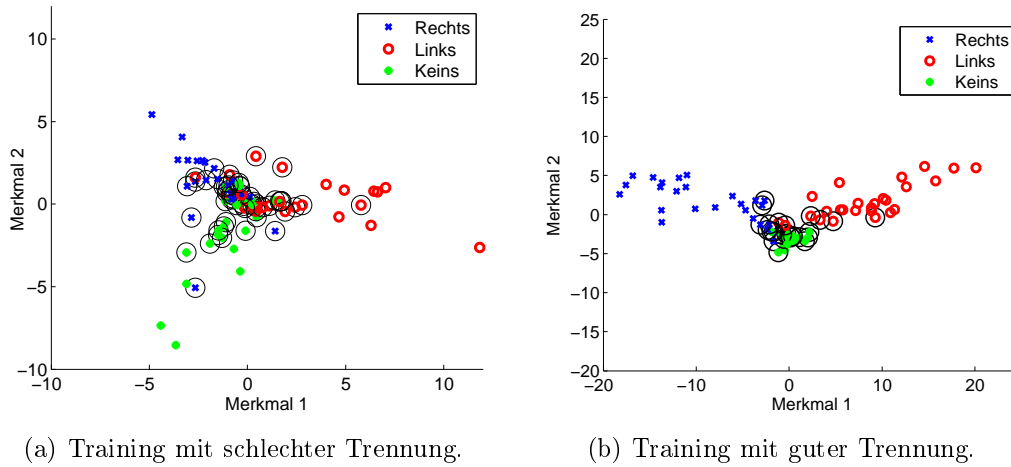 10
5
0
−5
−10
−10
−5
0
5
10
Merkmal 1
Merkmal 2
Rechts
Links
Keins
(a) Training mit schlechter Trennung.
25
20
15
10
5
0
−5
−10
−15
−20
−20
−10
0
10
20
Merkmal 1
Merkmal 2
Rechts
Links
Keins
(b) Training mit guter Trennung.